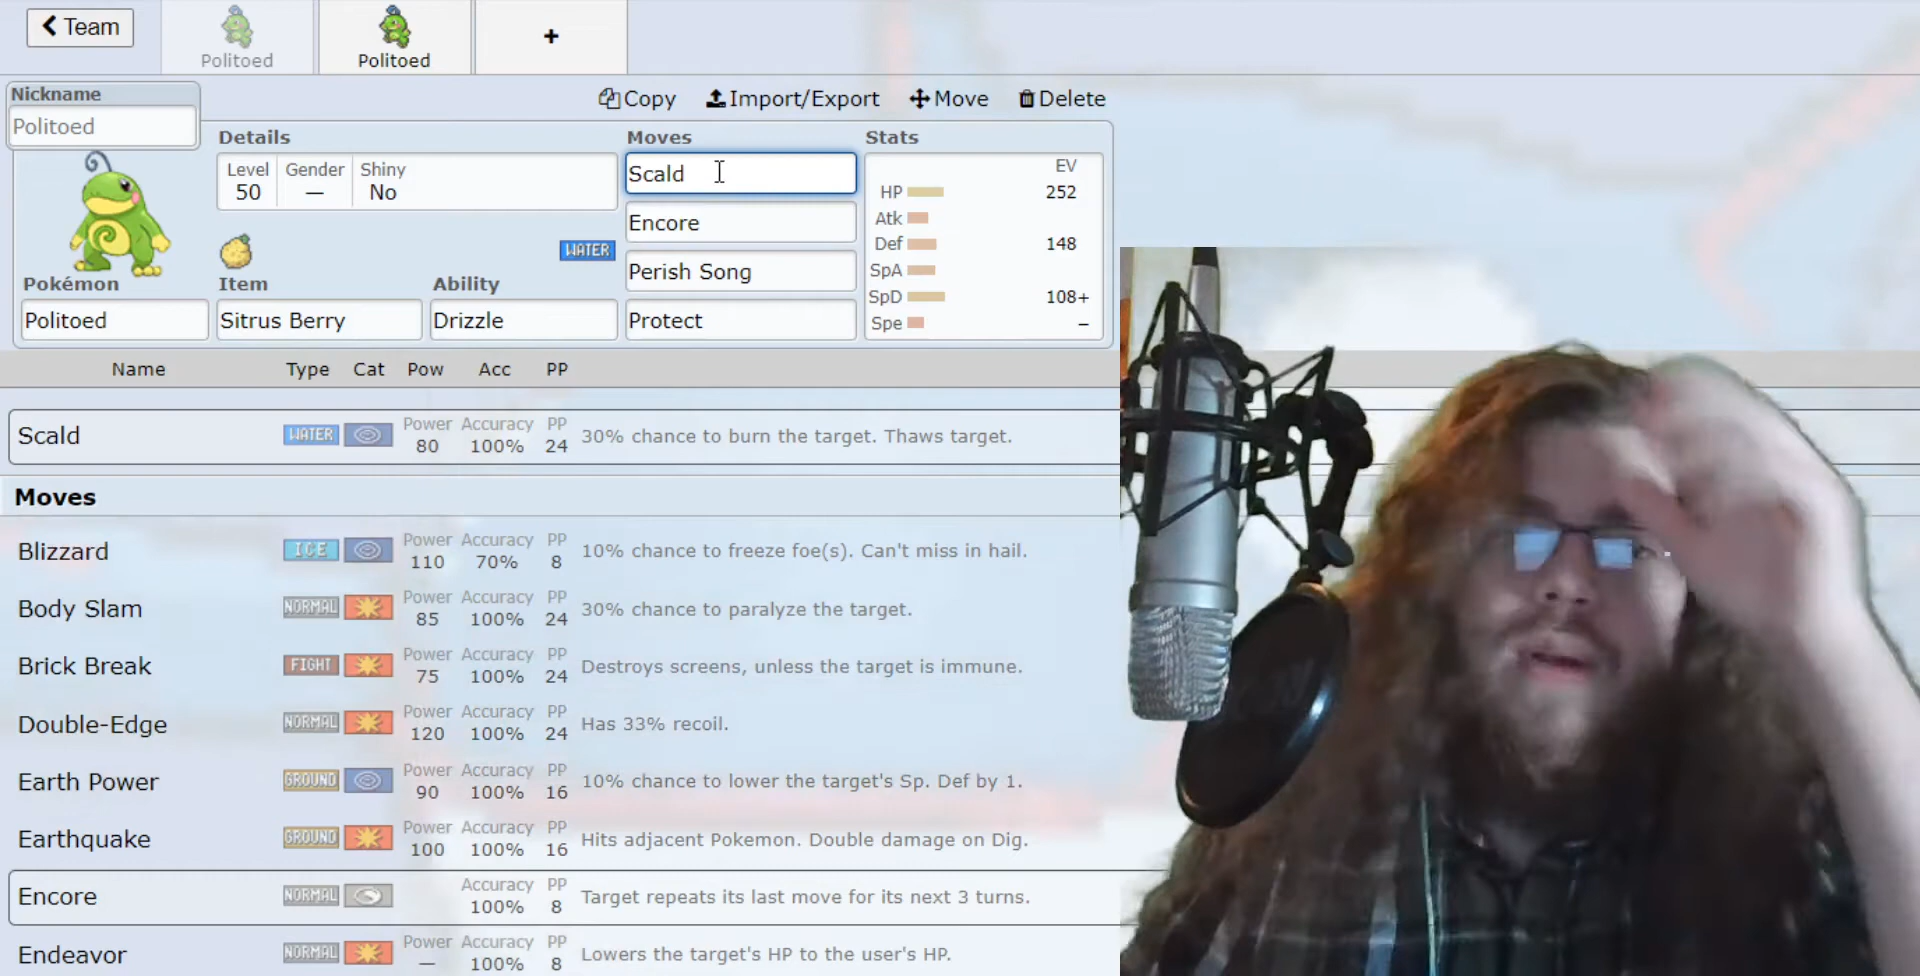 Team
Politoed
Politoed
+
Nickname
Politoed
Copy Import/Export Move Delete
Details
Moves
Stats
Level Gender Shiny
50 — No
Scald
EV
HP 252
Atk
Encore
Def 148
WATER
SpA
Perish Song
Pokémon Item Ability
SpD 108+
Politoed Sitrus Berry Drizzle Protect
Spe −
Name Type Cat Pow Acc PP
Scald WATER Power 80 Accuracy 100% PP 24 30% chance to burn the target. Thaws target.
Moves
Blizzard ICE Power 110 Accuracy 70% PP 8 10% chance to freeze foe(s). Can't miss in hail.
Body Slam NORMAL Power 85 Accuracy 100% PP 24 30% chance to paralyze the target.
Brick Break FIGHT Power 75 Accuracy 100% PP 24 Destroys screens, unless the target is immune.
Double-Edge NORMAL Power 120 Accuracy 100% PP 24 Has 33% recoil.
Earth Power GROUND Power 90 Accuracy 100% PP 16 10% chance to lower the target's Sp. Def by 1.
Earthquake GROUND Power 100 Accuracy 100% PP 16 Hits adjacent Pokemon. Double damage on Dig.
Encore NORMAL Accuracy 100% PP 8 Target repeats its last move for its next 3 turns.
Endeavor NORMAL Power — Accuracy 100% PP 8 Lowers the target's HP to the user's HP.